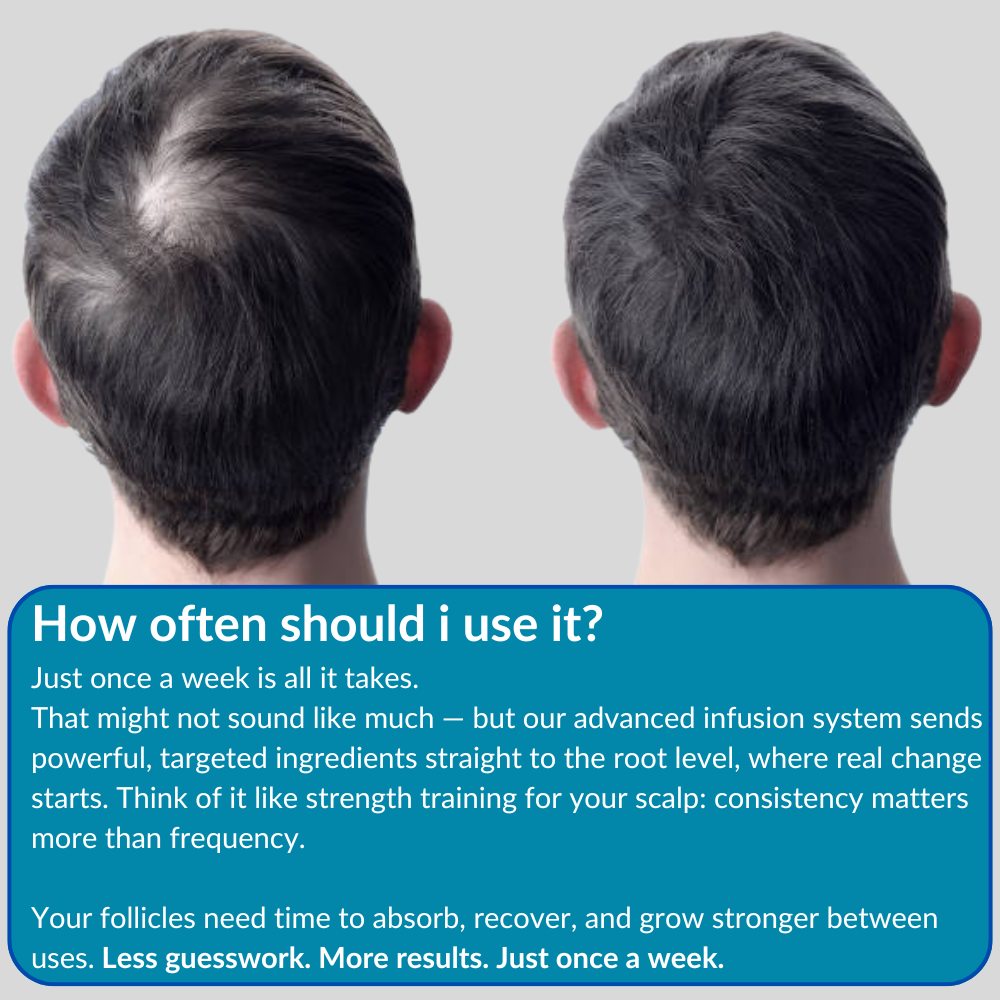 How often should i use it?
Just once a week is all it takes.
That might not sound like much — but our advanced infusion system sends
powerful, targeted ingredients straight to the root level, where real change
starts. Think of it like strength training for your scalp: consistency matters
more than frequency.
Your follicles need time to absorb, recover, and grow stronger between
uses. Less guesswork. More results. Just once a week.